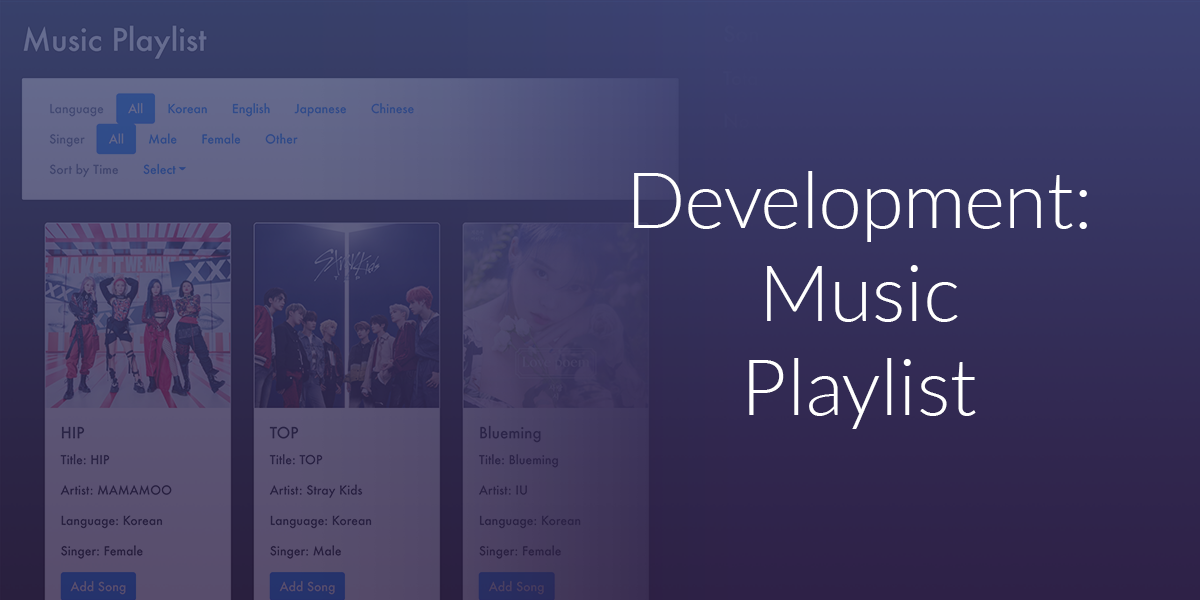 Music Playlist
Language All Korean English Japanese Chinese
Singer All Male Female Other
Sort by Time Select
Development:
Music
Playlist
XX
Stray Kids
HIP
Title: HIP
Artist: MAMAMOO
Language: Korean
Singer: Female
Add Song
TOP
Title: TOP
Artist: Stray Kids
Language: Korean
Singer: Male
Add Song
Blueming
Title: Blueming
Artist: IU
Language: Korean
Singer: Female
Add Song